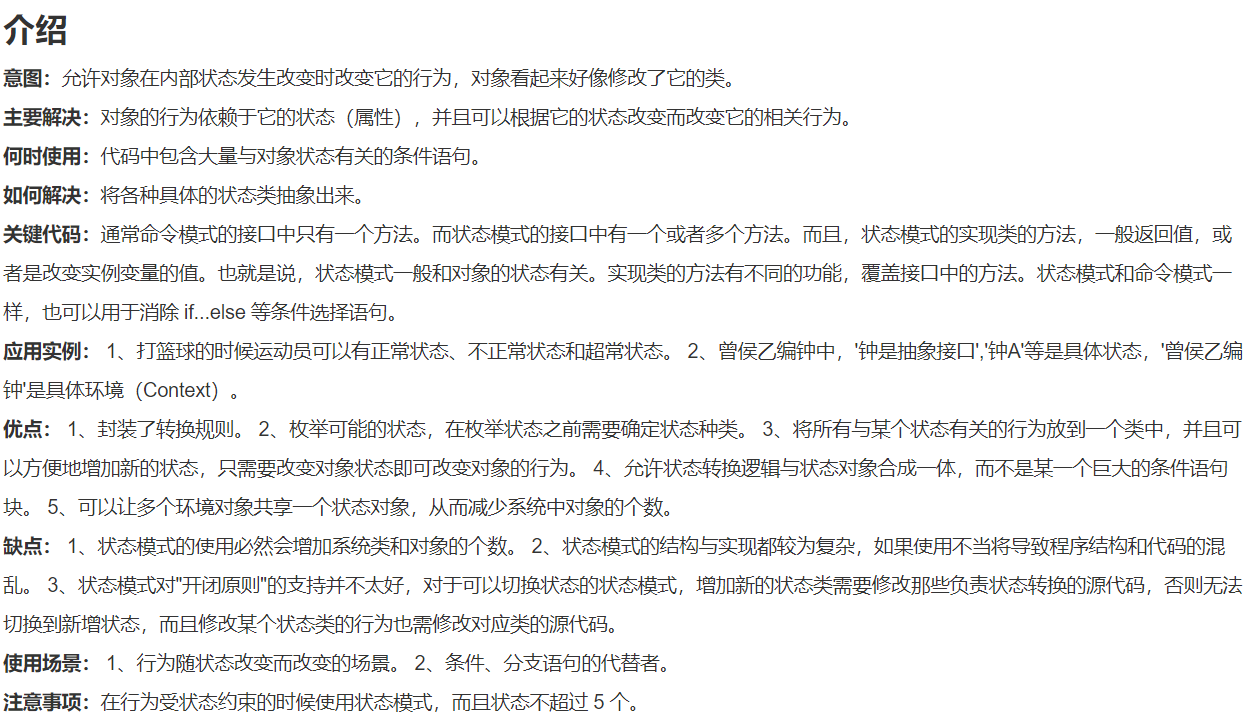 介绍
意图：允许对象在内部状态发生改变时改变它的行为，对象看起来好像修改了它的类。
主要解决：对象的行为依赖于它的状态（属性），并且可以根据它的状态改变而改变它的相关行为。
何时使用：代码中包含大量与对象状态有关的条件语句。
如何解决：将各种具体的状态类抽象出来。
关键代码：通常命令模式的接口中只有一个方法。而状态模式的接口中有一个或者多个方法。而且，状态模式的实现类的方法，一般返回值，或
者是改变实例变量的值。也就是说，状态模式一般和对象的状态有关。实现类的方法有不同的功能，覆盖接口中的方法。状态模式和命令模式一
样，也可以用于消除 if...else 等条件选择语句。
应用实例： 1、打篮球的时候运动员可以有正常状态、不正常状态和超常状态。 2、曾侯乙编钟中，'钟是抽象接口','钟A'等是具体状态，'曾侯乙编
钟'是具体环境（Context）。
优点： 1、封装了转换规则。 2、枚举可能的状态，在枚举状态之前需要确定状态种类。 3、将所有与某个状态有关的行为放到一个类中，并且可
以方便地增加新的状态，只需要改变对象状态即可改变对象的行为。 4、允许状态转换逻辑与状态对象合成一体，而不是某一个巨大的条件语句
块。 5、可以让多个环境对象共享一个状态对象，从而减少系统中对象的个数。
缺点： 1、状态模式的使用必然会增加系统类和对象的个数。 2、状态模式的结构与实现都较为复杂，如果使用不当将导致程序结构和代码的混
乱。 3、状态模式对"开闭原则"的支持并不太好，对于可以切换状态的状态模式，增加新的状态类需要修改那些负责状态转换的源代码，否则无法
切换到新增状态，而且修改某个状态类的行为也需修改对应类的源代码。
使用场景： 1、行为随状态改变而改变的场景。 2、条件、分支语句的代替者。
注意事项：在行为受状态约束的时候使用状态模式，而且状态不超过 5 个。